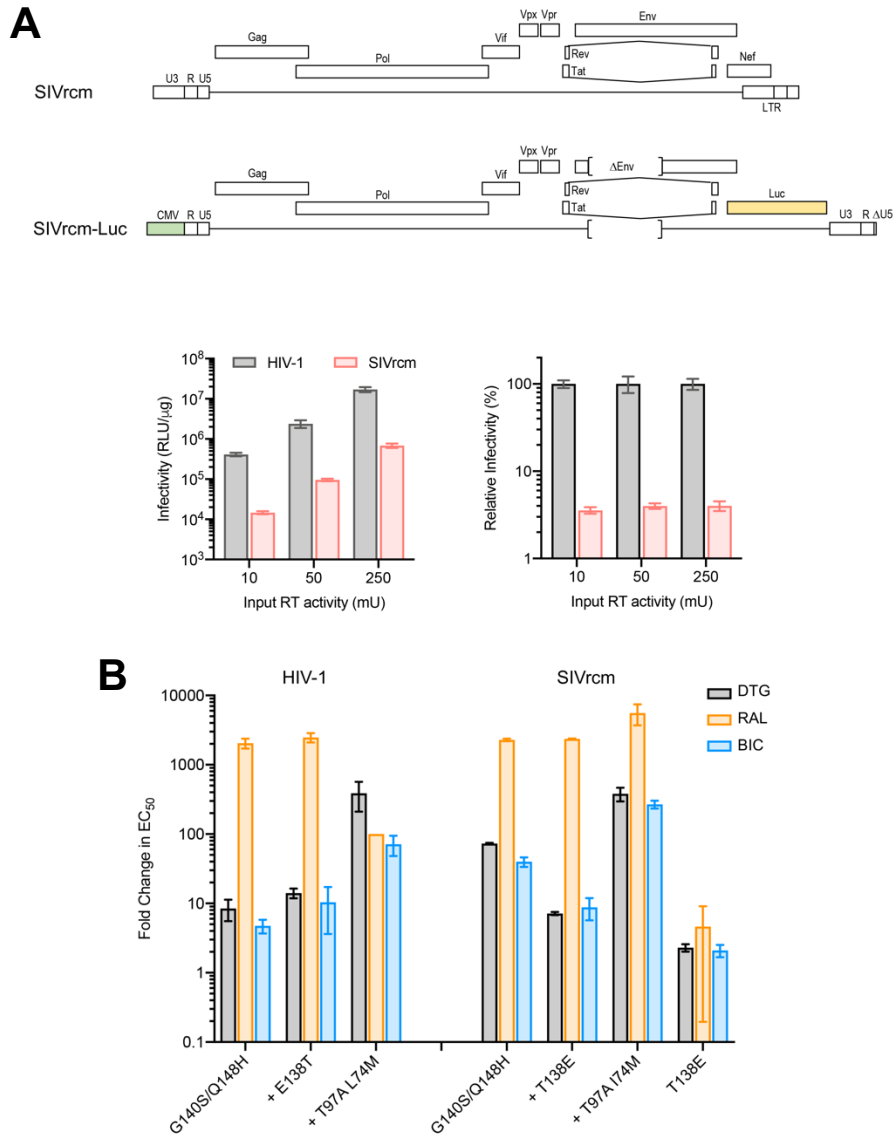 A
SIVrcm
U3 R U5
Gag
Pol
Vif
Vpx Vpr
Env
Rev
Tat
Nef
LTR
SIVrcm-Luc
CMV R U5
Gag
Pol
Vif
Vpx Vpr
ΔEnv
Rev
Tat
Luc
U3 R ΔU5
HIV-1 SIVrcm
Infectivity (RLU/μg)
10^8
10^7
10^6
10^5
10^4
10^3
10 50 250
Input RT activity (mU)
Relative Infectivity (%)
100
10
1
10 50 250
Input RT activity (mU)
B
HIV-1 SIVrcm
DTG
RAL
BIC
Fold Change in EC50
10000
1000
100
10
1
0.1
G140S/Q148H
+ E138T
+ T97A L74M
G140S/Q148H
+ T138E
+ T97A I74M
T138E